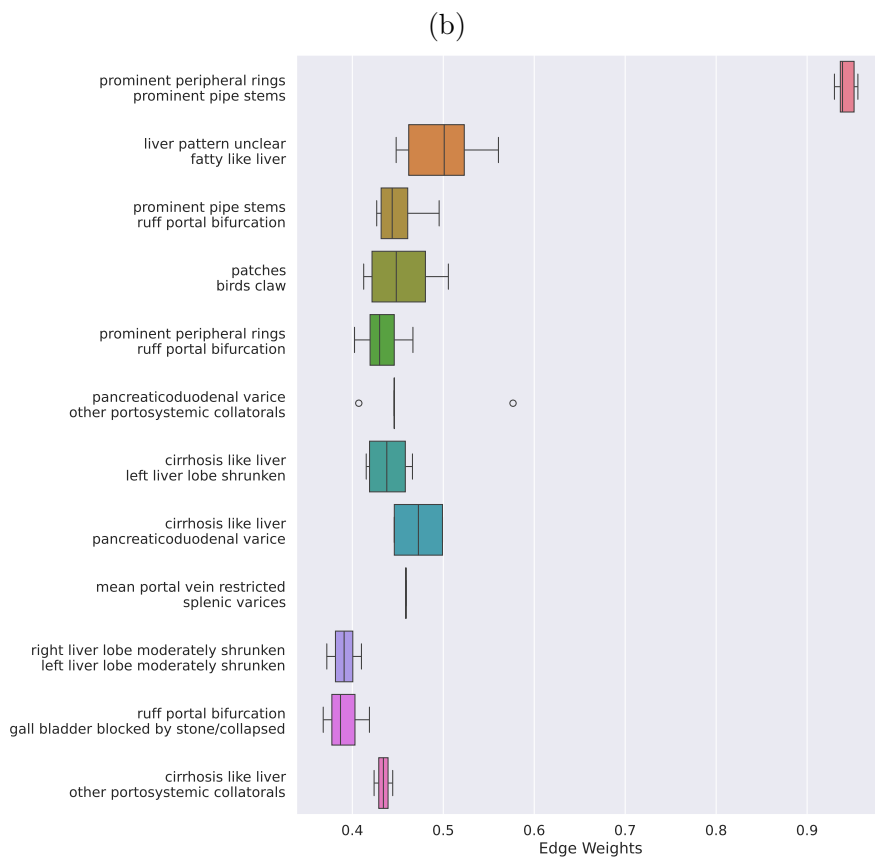 (b)
prominent peripheral rings
prominent pipe stems
liver pattern unclear
fatty like liver
prominent pipe stems
ruff portal bifurcation
patches
birds claw
prominent peripheral rings
ruff portal bifurcation
pancreaticoduodenal varice
other portosystemic collatorals
cirrhosis like liver
left liver lobe shrunken
cirrhosis like liver
pancreaticoduodenal varice
mean portal vein restricted
splenic varices
right liver lobe moderately shrunken
left liver lobe moderately shrunken
ruff portal bifurcation
gall bladder blocked by stone/collapsed
cirrhosis like liver
other portosystemic collatorals
0.4 0.5 0.6 0.7 0.8 0.9
Edge Weights